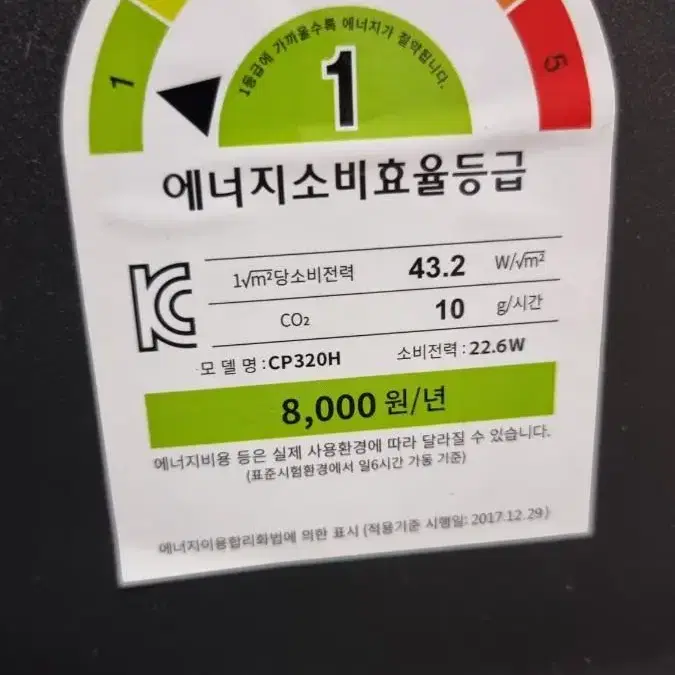 1등급에 가까울수록 에너지가 절약됩니다.
1
1
5
에너지소비효율등급
KC
1√m²당소비전력 43.2 W/√m²
CO₂ 10 g/시간
모 델 명 : CP320H 소비전력 : 22.6W
8,000 원/년
에너지비용 등은 실제 사용환경에 따라 달라질 수 있습니다.
(표준시험환경에서 일6시간 가동 기준)
에너지이용합리화법에 의한 표시 (적용기준 시행일: 2017.12.29)